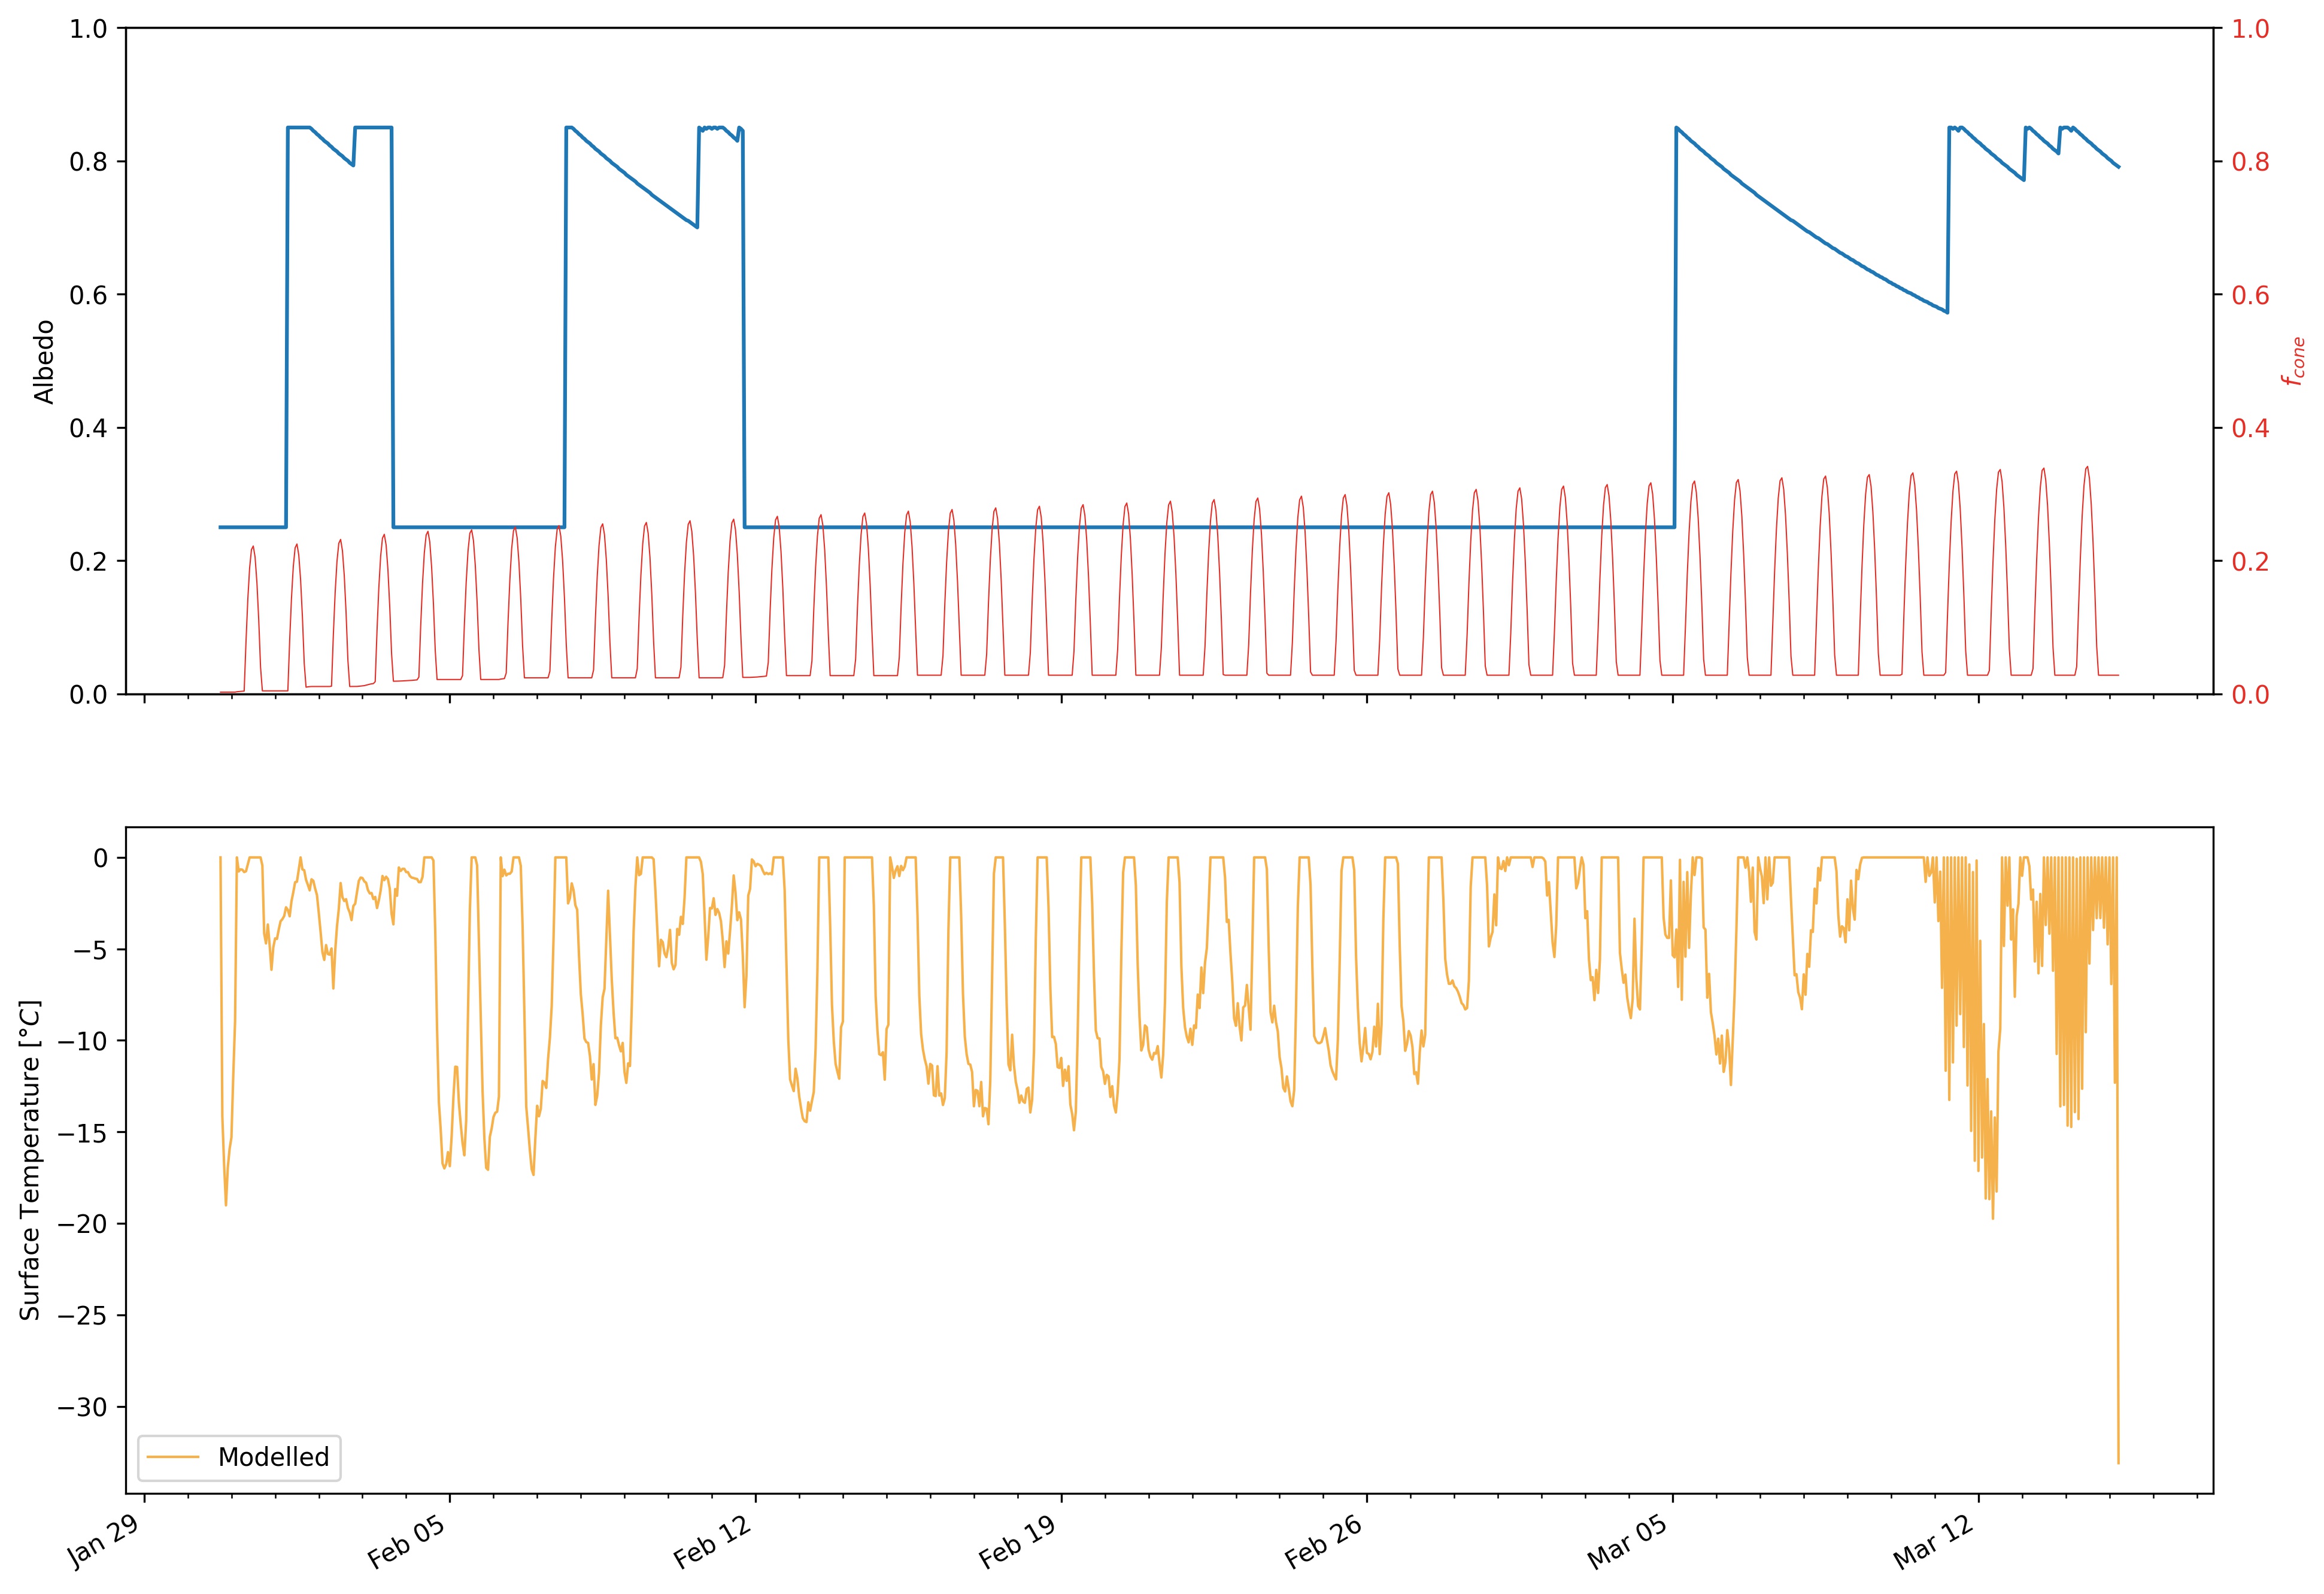 1.0
0.8
0.6
0.4
0.2
0.0
Albedo
1.0
0.8
0.6
0.4
0.2
0.0
f_cone
0
−5
−10
−15
−20
−25
−30
Surface Temperature [°C]
Modelled
Jan 29
Feb 05
Feb 12
Feb 19
Feb 26
Mar 05
Mar 12